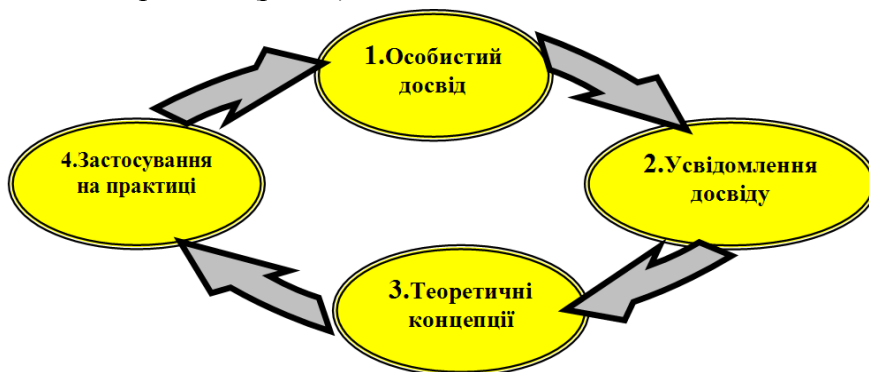 1.Особистий
досвід
2.Усвідомлення
досвіду
3.Теоретичні
концепції
4.Застосування
на практиці